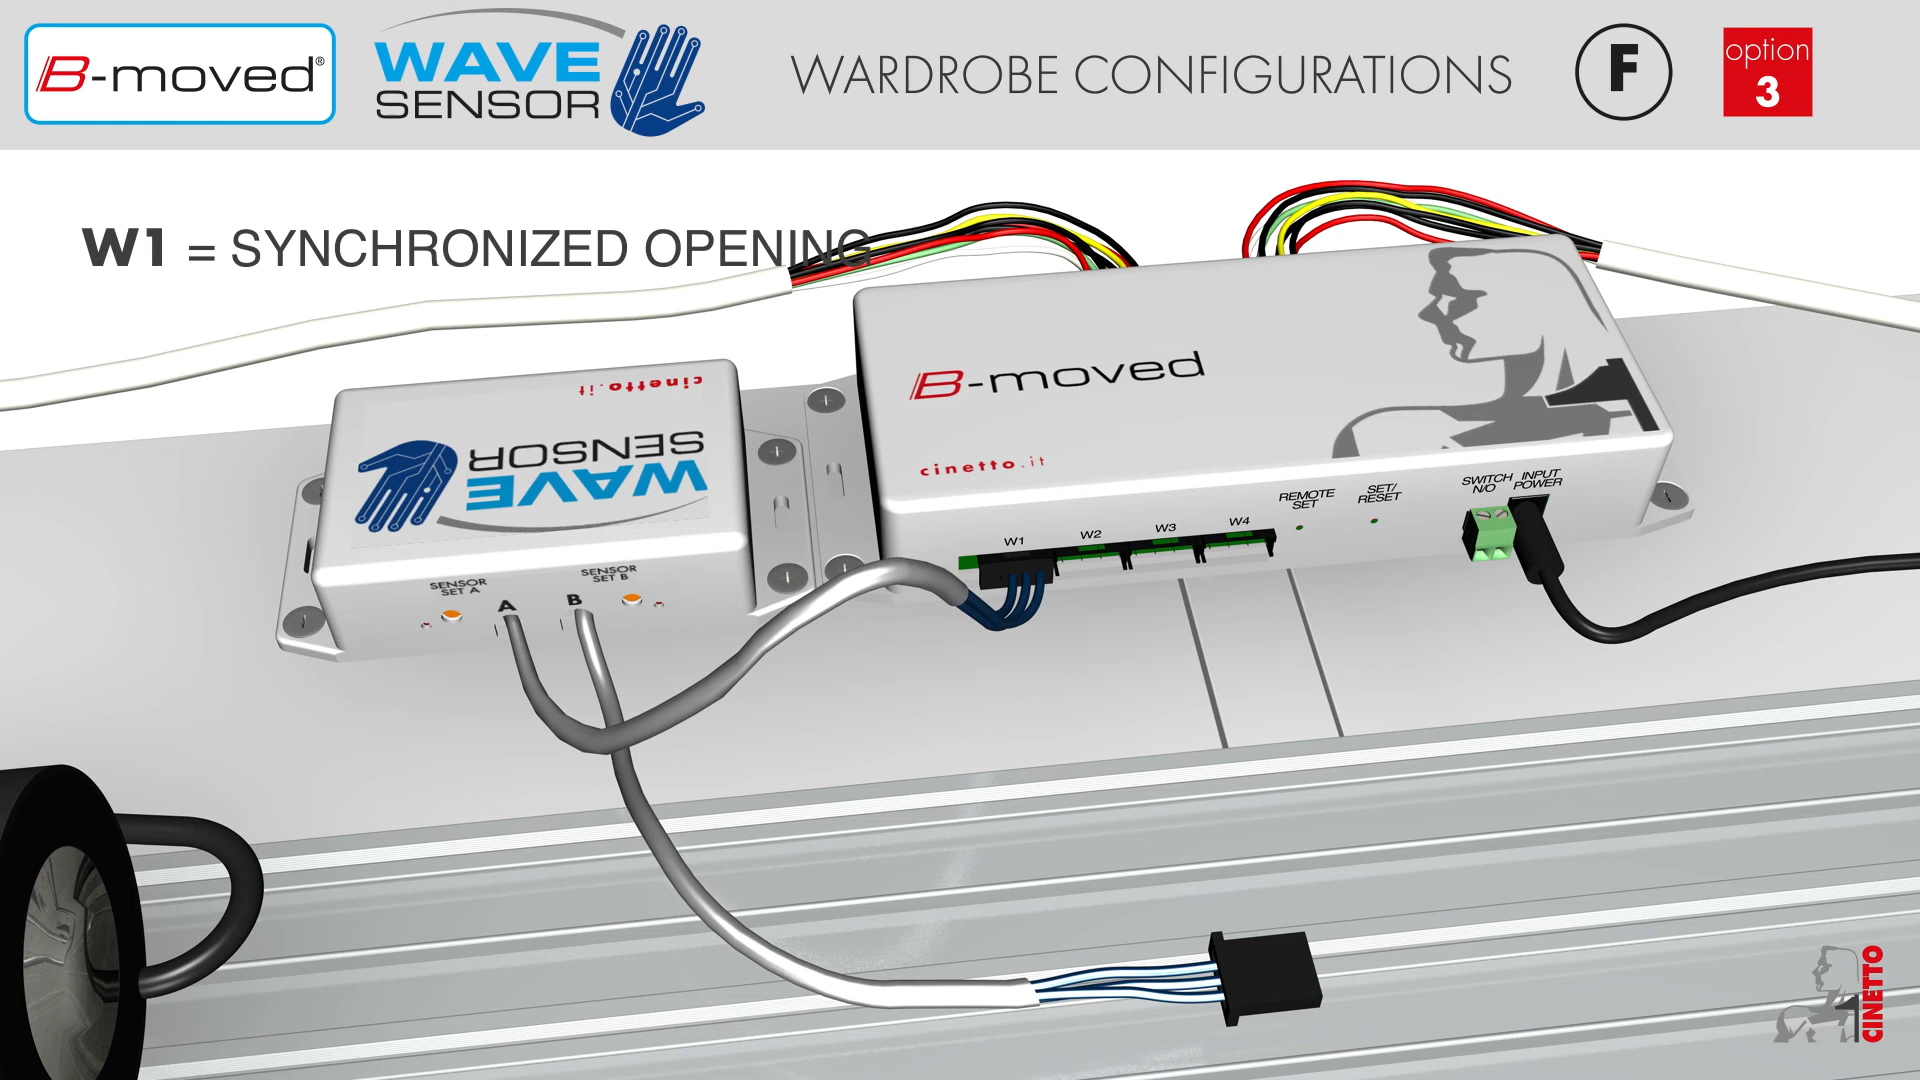 B-moved®
WAVE
SENSOR
WARDROBE CONFIGURATIONS
F
option
3
W1 = SYNCHRONIZED OPENING
cinetto.it
WAVE
SENSOR
SENSOR
SET A
A
SENSOR
SET B
B
B-moved
cinetto.it
W1
W2
W3
W4
REMOTE
SET
SET/
RESET
SWITCH
N/O
INPUT
POWER
CINETTO